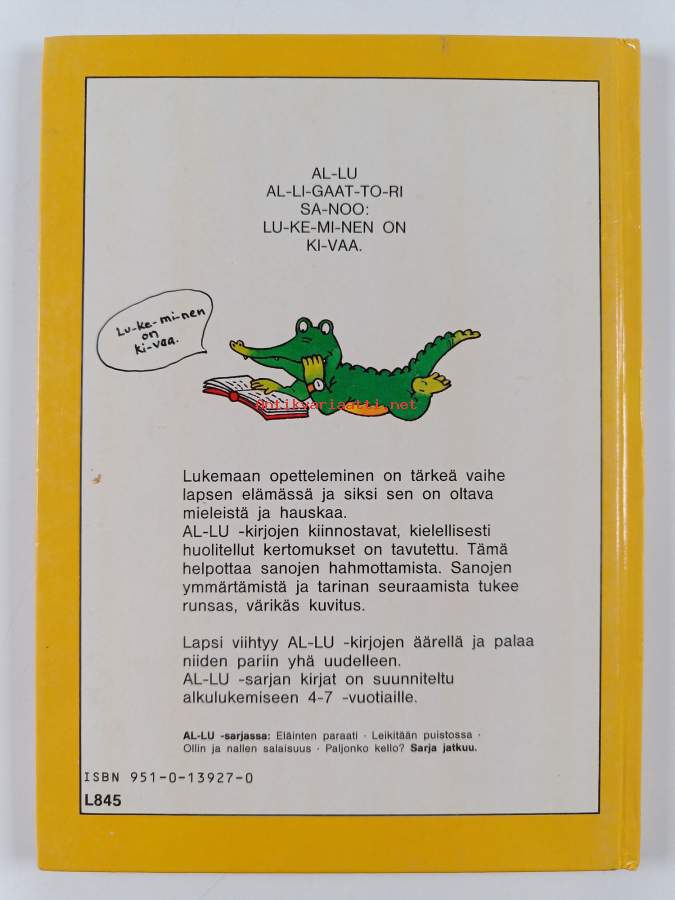 AL-LU
AL-LI-GAAT-TO-RI
SA-NOO:
LU-KE-MI-NEN ON
KI-VAA.
Lu-ke-mi-nen
on
ki-vaa.
Antikvariaatti.net
Lukemaan opetteleminen on tärkeä vaihe
lapsen elämässä ja siksi sen on oltava
mieleistä ja hauskaa.
AL-LU -kirjojen kiinnostavat, kielellisesti
huolitellut kertomukset on tavutettu. Tämä
helpottaa sanojen hahmottamista. Sanojen
ymmärtämistä ja tarinan seuraamista tukee
runsas, värikäs kuvitus.
Lapsi viihtyy AL-LU -kirjojen äärellä ja palaa
niiden pariin yhä uudelleen.
AL-LU -sarjan kirjat on suunniteltu
alkulukemiseen 4-7 -vuotiaille.
AL-LU -sarjassa: Eläinten paraati · Leikitään puistossa ·
Ollin ja nallen salaisuus · Paljonko kello? Sarja jatkuu.
ISBN 951-0-13927-0
L845